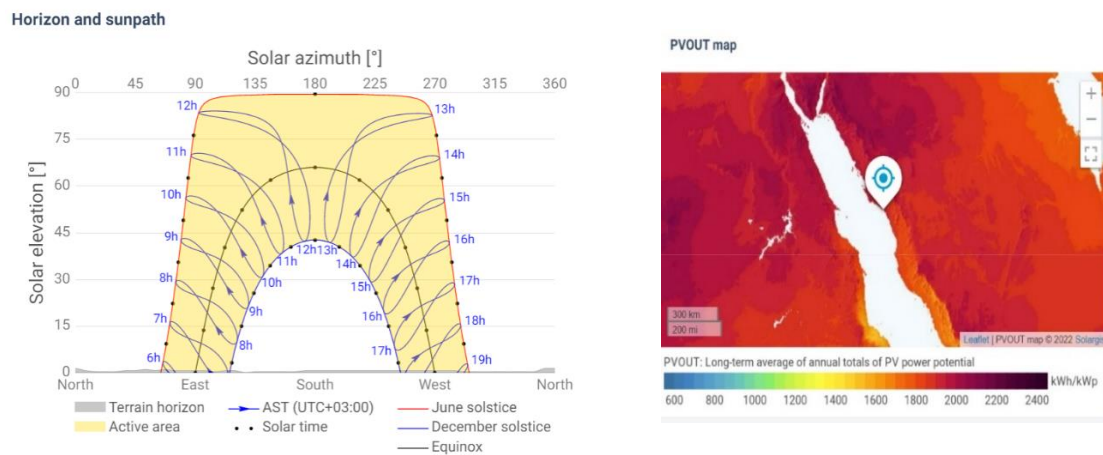 Horizon and sunpath
Solar azimuth [°]
0 45 90 135 180 225 270 315 360
Solar elevation [°]
90
75
60
45
30
15
0
12h
11h
10h
9h
8h
7h
6h
13h
14h
15h
16h
17h
18h
19h
12h13h
11h
14h
10h
15h
9h
16h
8h
17h
North East South West North
Terrain horizon
AST (UTC+03:00)
June solstice
Active area
Solar time
December solstice
Equinox
PVOUT map
+
−
300 km
200 mi
Leaflet | PVOUT map © 2022 Solargis
PVOUT: Long-term average of annual totals of PV power potential
kWh/kWp
600 800 1000 1200 1400 1600 1800 2000 2200 2400